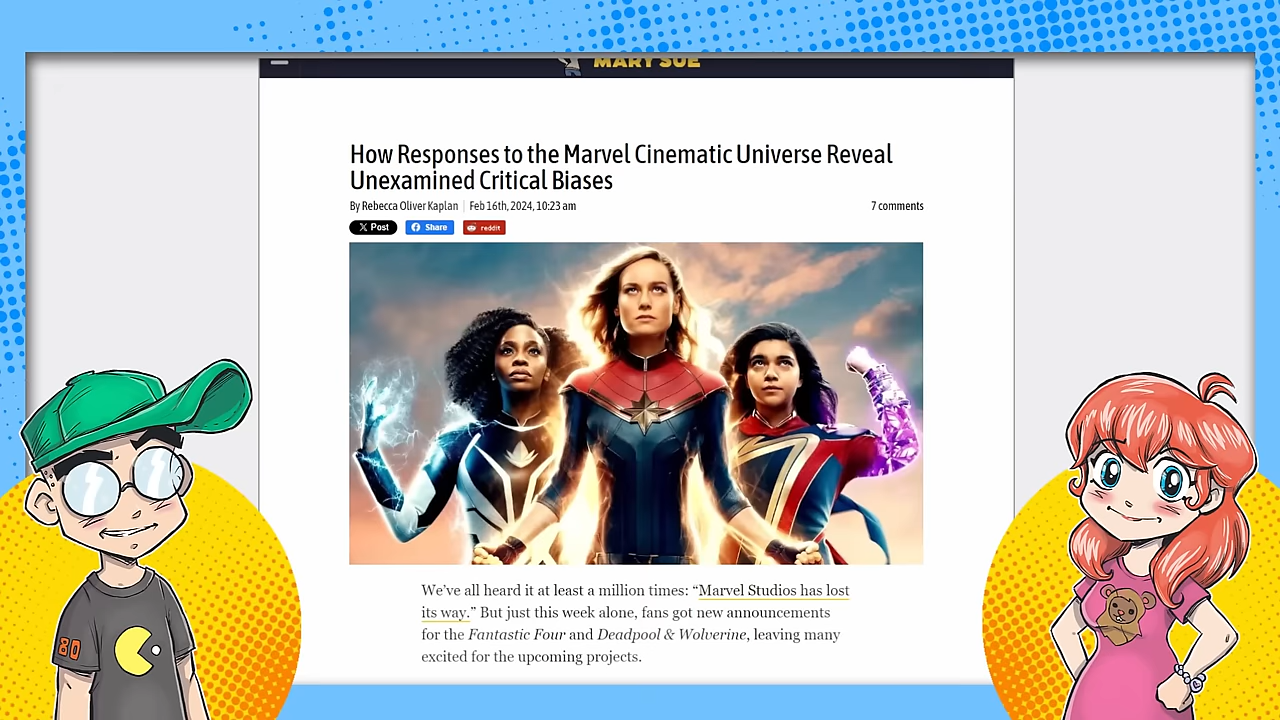 MARY SUE
How Responses to the Marvel Cinematic Universe Reveal
Unexamined Critical Biases
By Rebecca Oliver Kaplan | Feb 16th, 2024, 10:23 am
7 comments
X Post
Share
reddit
We've all heard it at least a million times: “Marvel Studios has lost
its way.” But just this week alone, fans got new announcements
for the Fantastic Four and Deadpool & Wolverine, leaving many
excited for the upcoming projects.
80